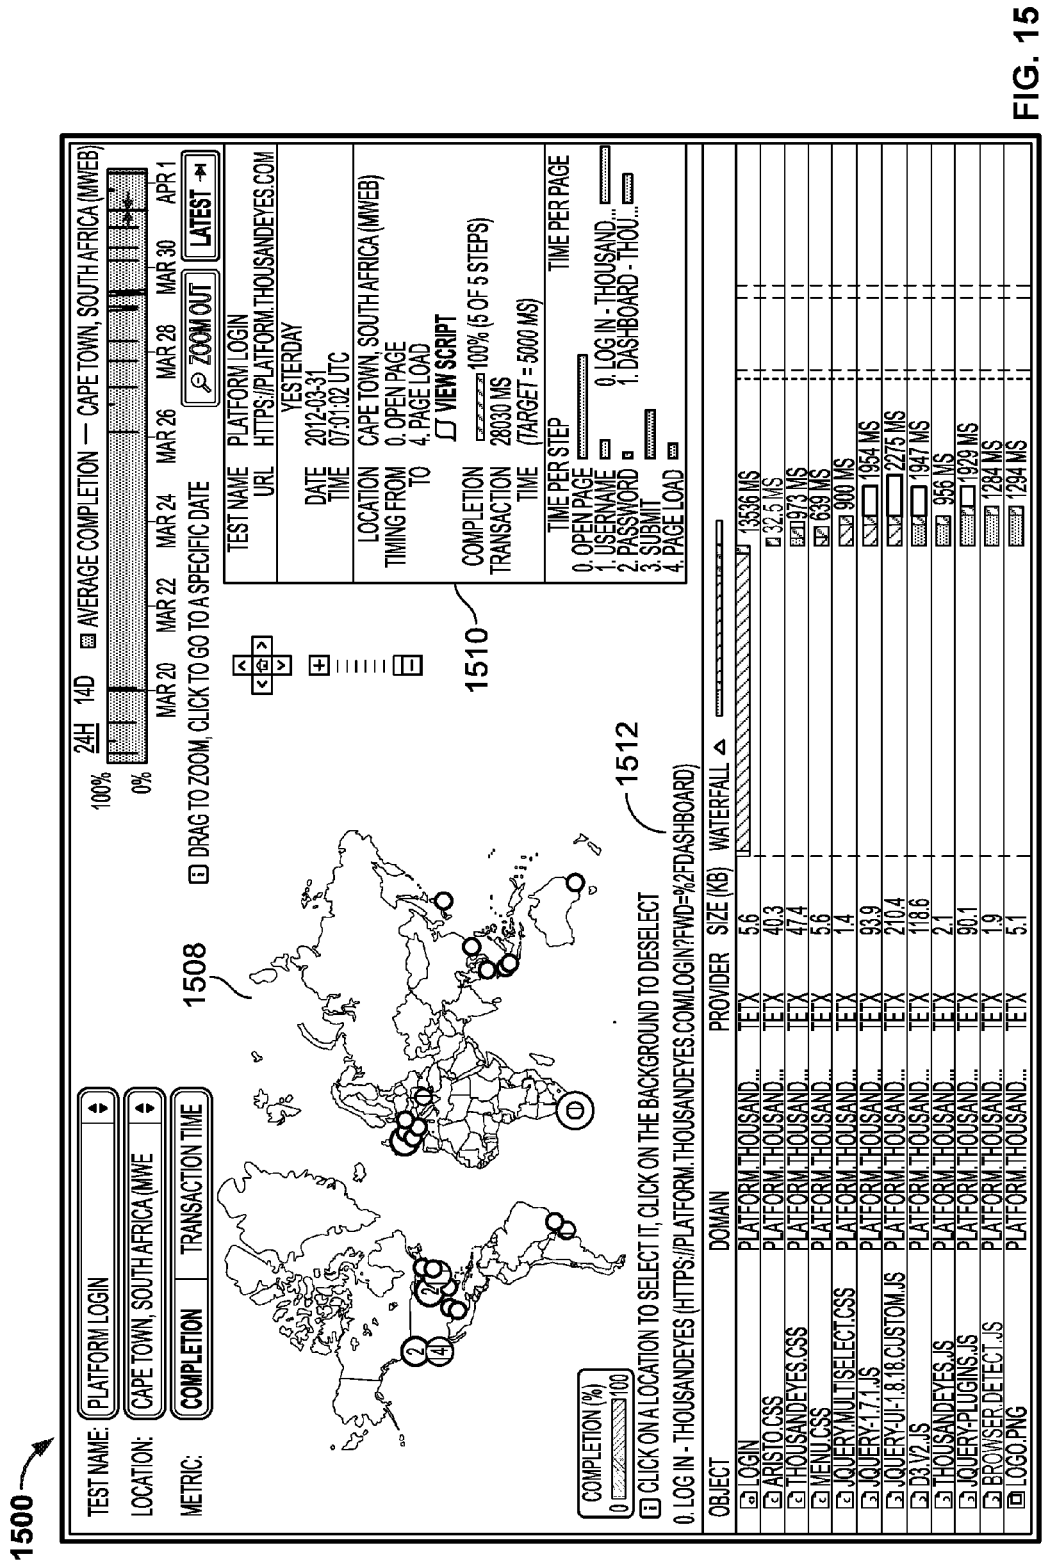 1500
TEST NAME: PLATFORM LOGIN
LOCATION: CAPE TOWN, SOUTH AFRICA (MWE
METRIC: COMPLETION TRANSACTION TIME
24H 14D AVERAGE COMPLETION — CAPE TOWN, SOUTH AFRICA (MWEB)
100%
0%
MAR 20 MAR 22 MAR 24 MAR 26 MAR 28 MAR 30 APR 1
i DRAG TO ZOOM, CLICK TO GO TO A SPECIFIC DATE
ZOOM OUT LATEST
1508
2
14
2
COMPLETION (%)
0 100
i CLICK ON A LOCATION TO SELECT IT, CLICK ON THE BACKGROUND TO DESELECT
TEST NAME PLATFORM LOGIN
URL HTTPS://PLATFORM.THOUSANDEYES.COM
YESTERDAY
DATE 2012-03-31
TIME 07:01:02 UTC
LOCATION CAPE TOWN, SOUTH AFRICA (MWEB)
TIMING FROM 0. OPEN PAGE
TO 4. PAGE LOAD
VIEW SCRIPT
COMPLETION 100% (5 OF 5 STEPS)
TRANSACTION 28030 MS
TIME (TARGET = 5000 MS)
TIME PER STEP TIME PER PAGE
0. OPEN PAGE 0. LOG IN - THOUSAND...
1. USERNAME 1. DASHBOARD - THOU...
2. PASSWORD
3. SUBMIT
4. PAGE LOAD
1510
1512
0. LOG IN - THOUSANDEYES (HTTPS://PLATFORM.THOUSANDEYES.COM/LOGIN?FWD=%2FDASHBOARD)
OBJECT DOMAIN PROVIDER SIZE (KB) WATERFALL
LOGIN PLATFORM.THOUSAND... TETX 5.6 13536 MS
ARISTO.CSS PLATFORM.THOUSAND... TETX 40.3 32.5 MS
THOUSANDEYES.CSS PLATFORM.THOUSAND... TETX 47.4 973 MS
MENU.CSS PLATFORM.THOUSAND... TETX 5.6 639 MS
JQUERY.MULTISELECT.CSS PLATFORM.THOUSAND... TETX 1.4 900 MS
JQUERY-1.7.1.JS PLATFORM.THOUSAND... TETX 93.9 1954 MS
JQUERY-UI-1.8.18.CUSTOM.JS PLATFORM.THOUSAND... TETX 210.4 2275 MS
D3.V2.JS PLATFORM.THOUSAND... TETX 118.6 1947 MS
THOUSANDEYES.JS PLATFORM.THOUSAND... TETX 2.1 956 MS
JQUERY-PLUGINS.JS PLATFORM.THOUSAND... TETX 90.1 1929 MS
BROWSER.DETECT.JS PLATFORM.THOUSAND... TETX 1.9 1284 MS
LOGO.PNG PLATFORM.THOUSAND... TETX 5.1 1294 MS
FIG. 15